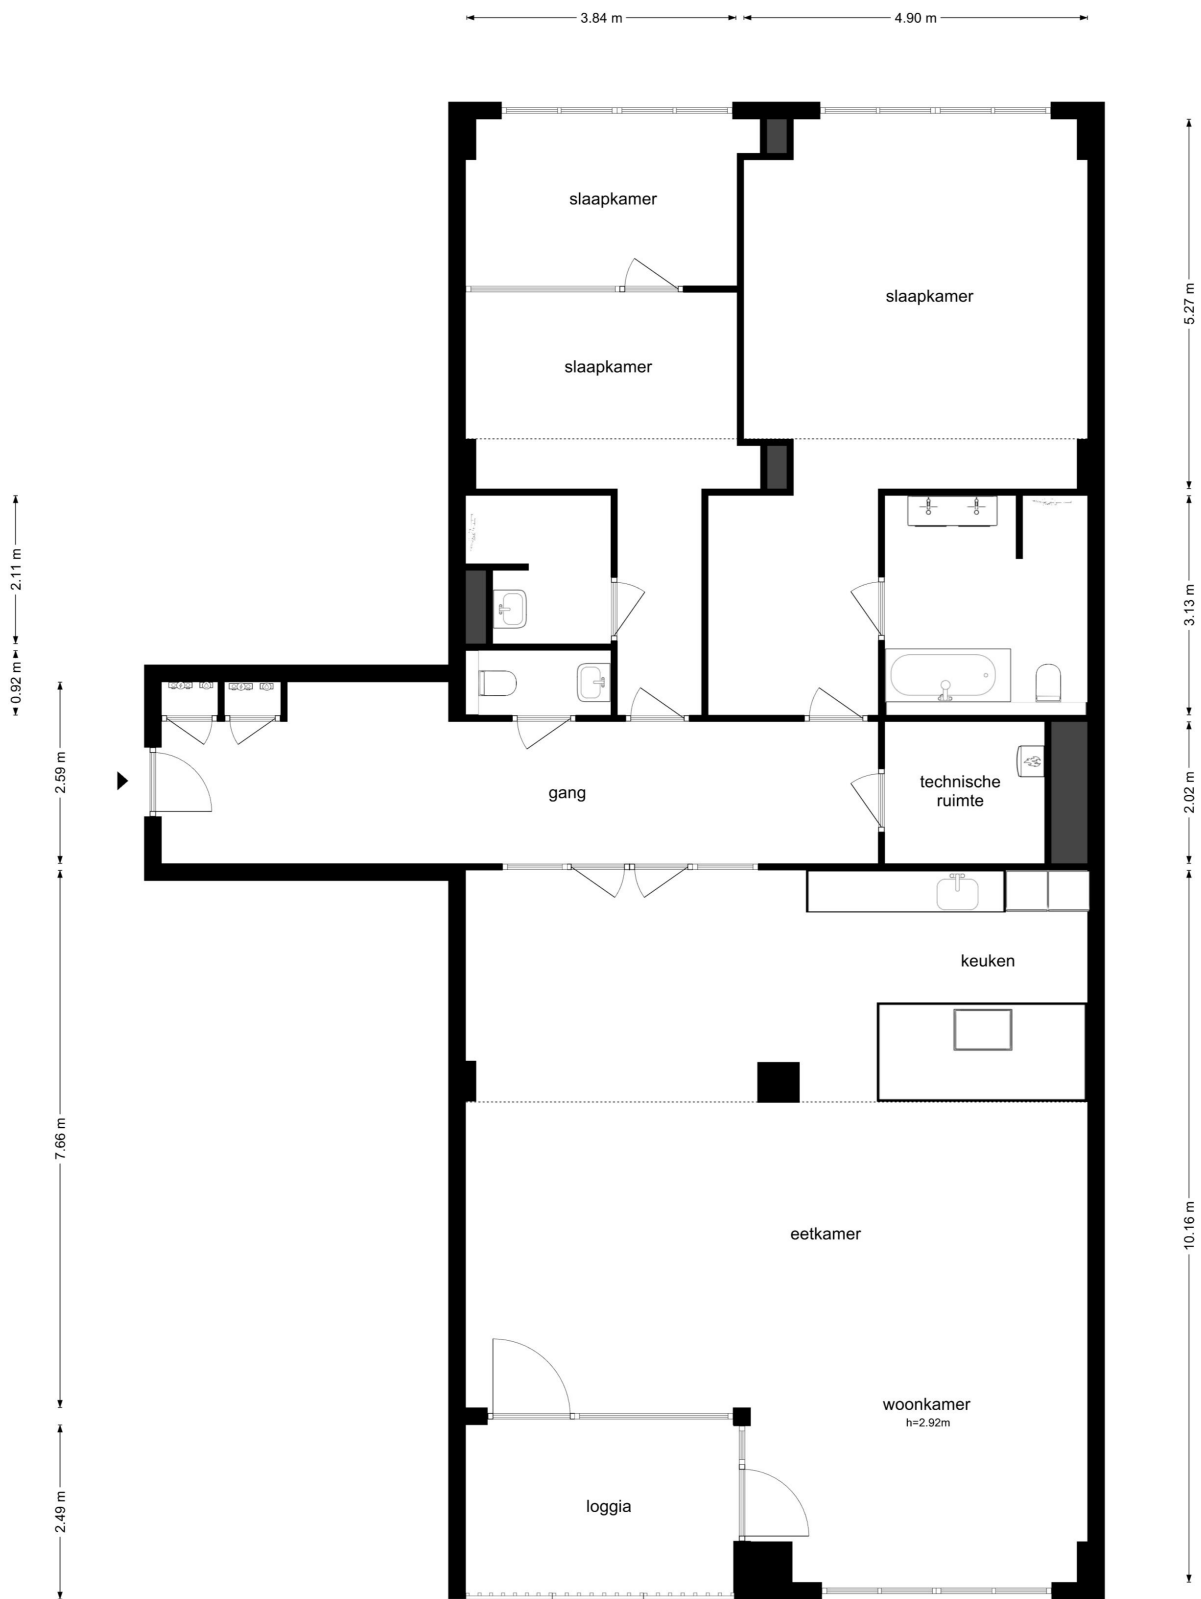 3.84 m
4.90 m
slaapkamer
slaapkamer
5.27 m
slaapkamer
2.11 m
3.13 m
0.92 m
2.59 m
technische
ruimte
2.02 m
gang
keuken
7.66 m
eetkamer
10.16 m
woonkamer
h=2.92m
2.49 m
loggia